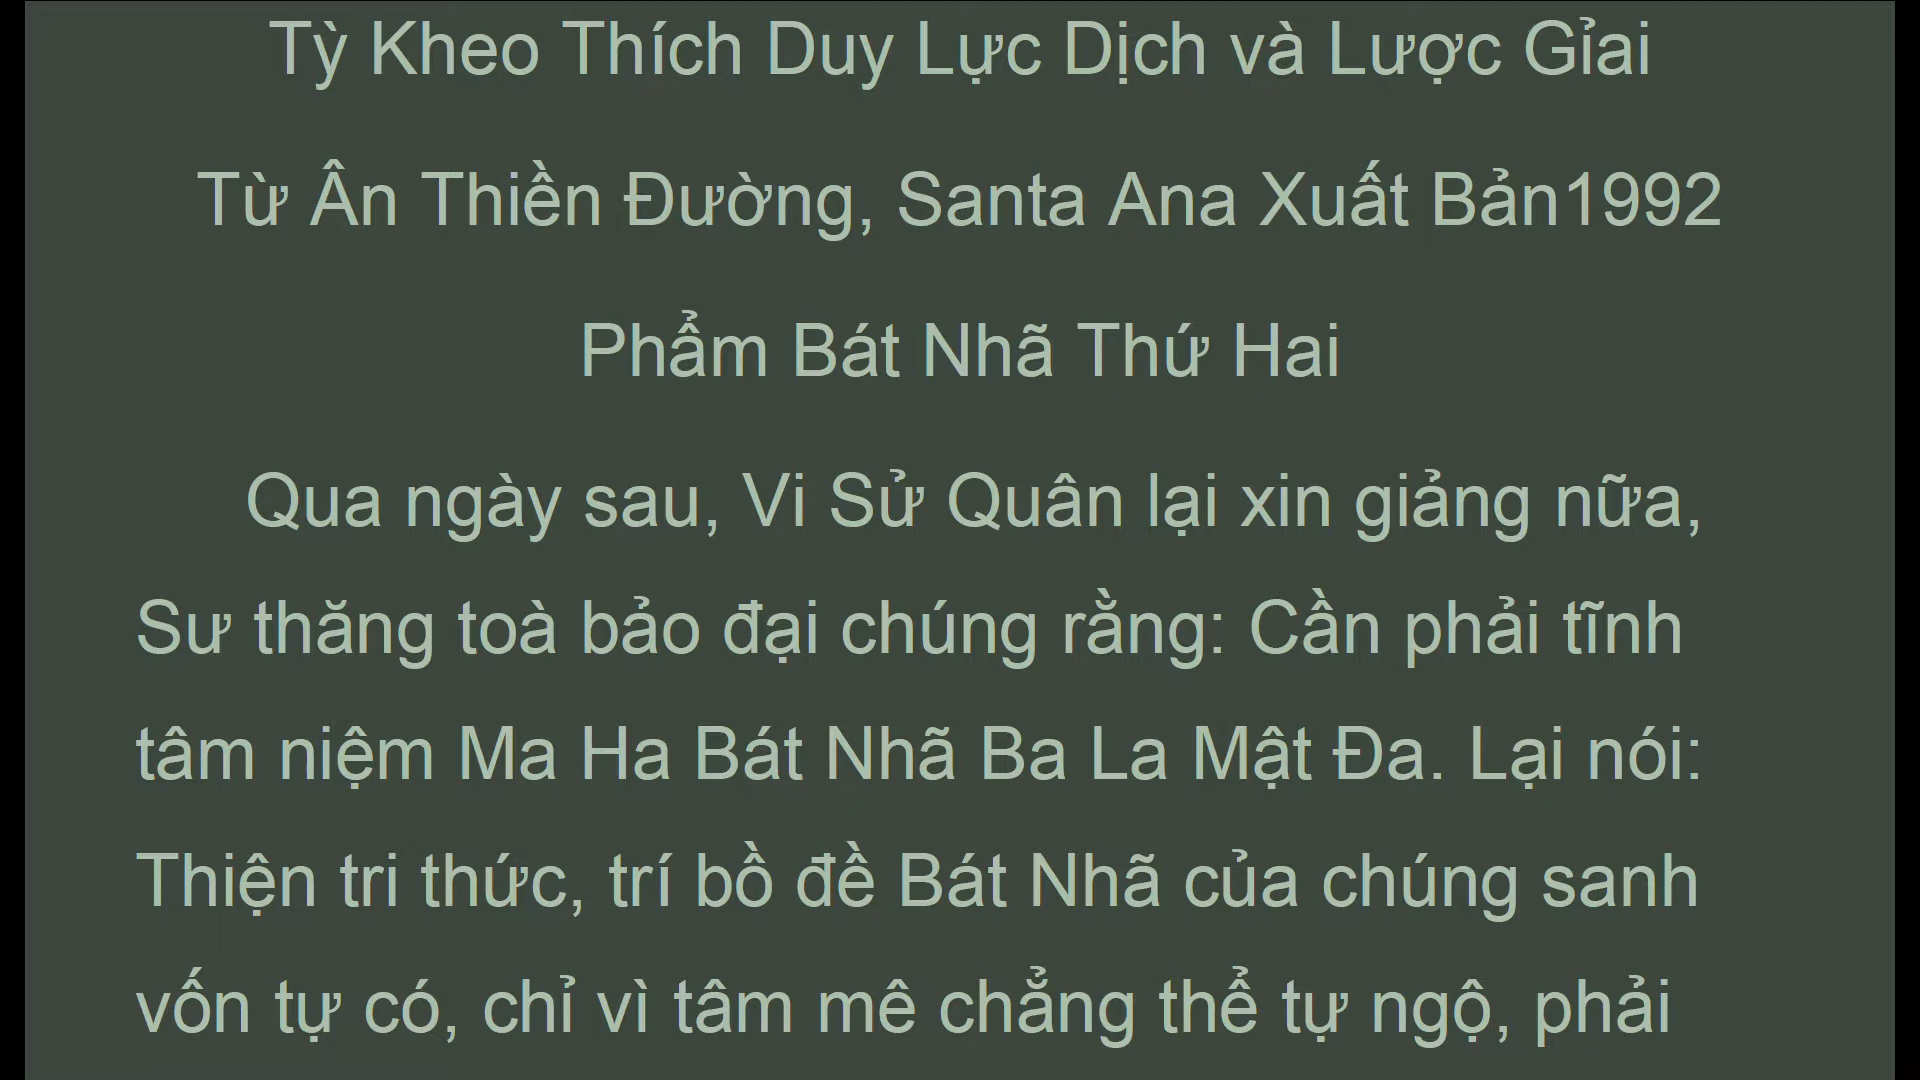 Tỳ Kheo Thích Duy Lực Dịch và Lược Gỉai
Từ Ân Thiền Đường, Santa Ana Xuất Bản1992
Phẩm Bát Nhã Thứ Hai
Qua ngày sau, Vi Sử Quân lại xin giảng nữa,
Sư thăng toà bảo đại chúng rằng: Cần phải tĩnh
tâm niệm Ma Ha Bát Nhã Ba La Mật Đa. Lại nói:
Thiện tri thức, trí bồ đề Bát Nhã của chúng sanh
vốn tự có, chỉ vì tâm mê chẳng thể tự ngộ, phải